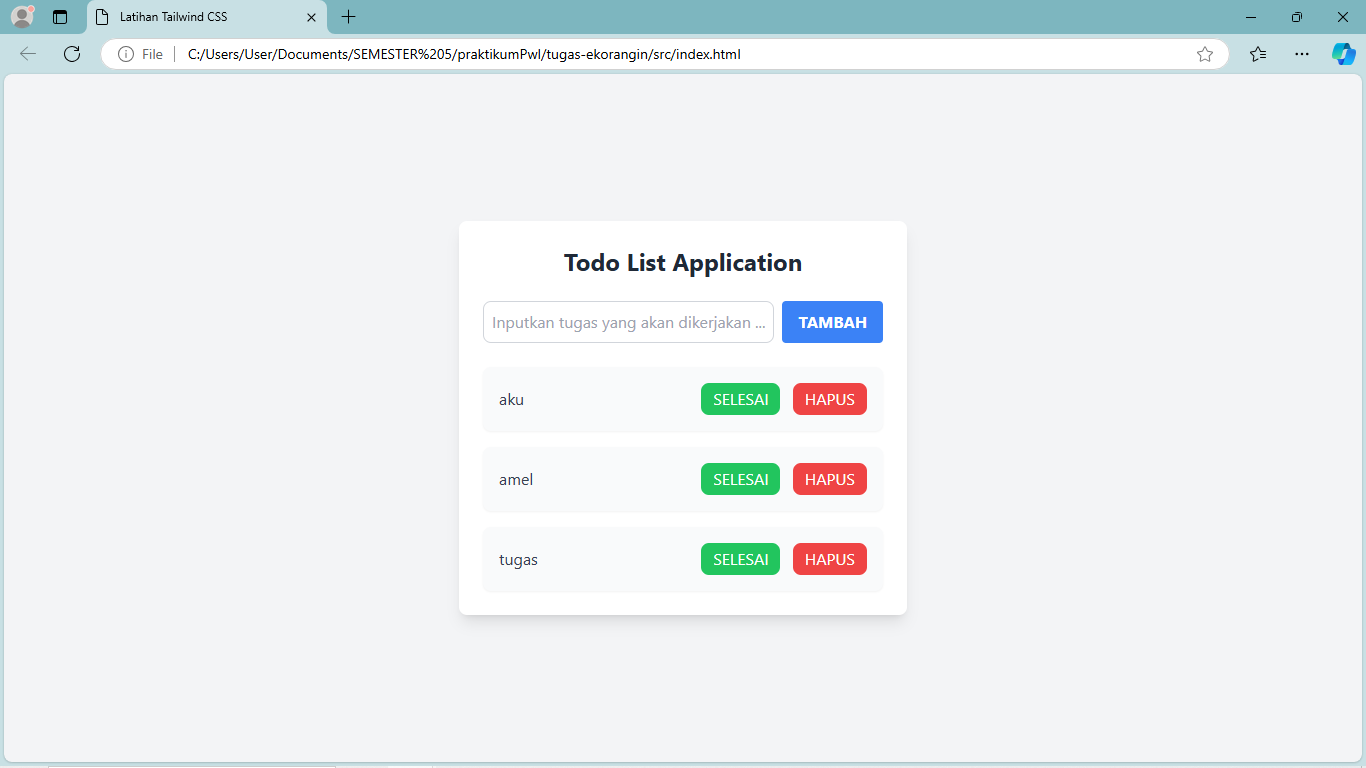 Latihan Tailwind CSS
File
C:/Users/User/Documents/SEMESTER%205/praktikumPwl/tugas-ekorangin/src/index.html
Todo List Application
Inputkan tugas yang akan dikerjakan ... TAMBAH
aku SELESAI HAPUS
amel SELESAI HAPUS
tugas SELESAI HAPUS